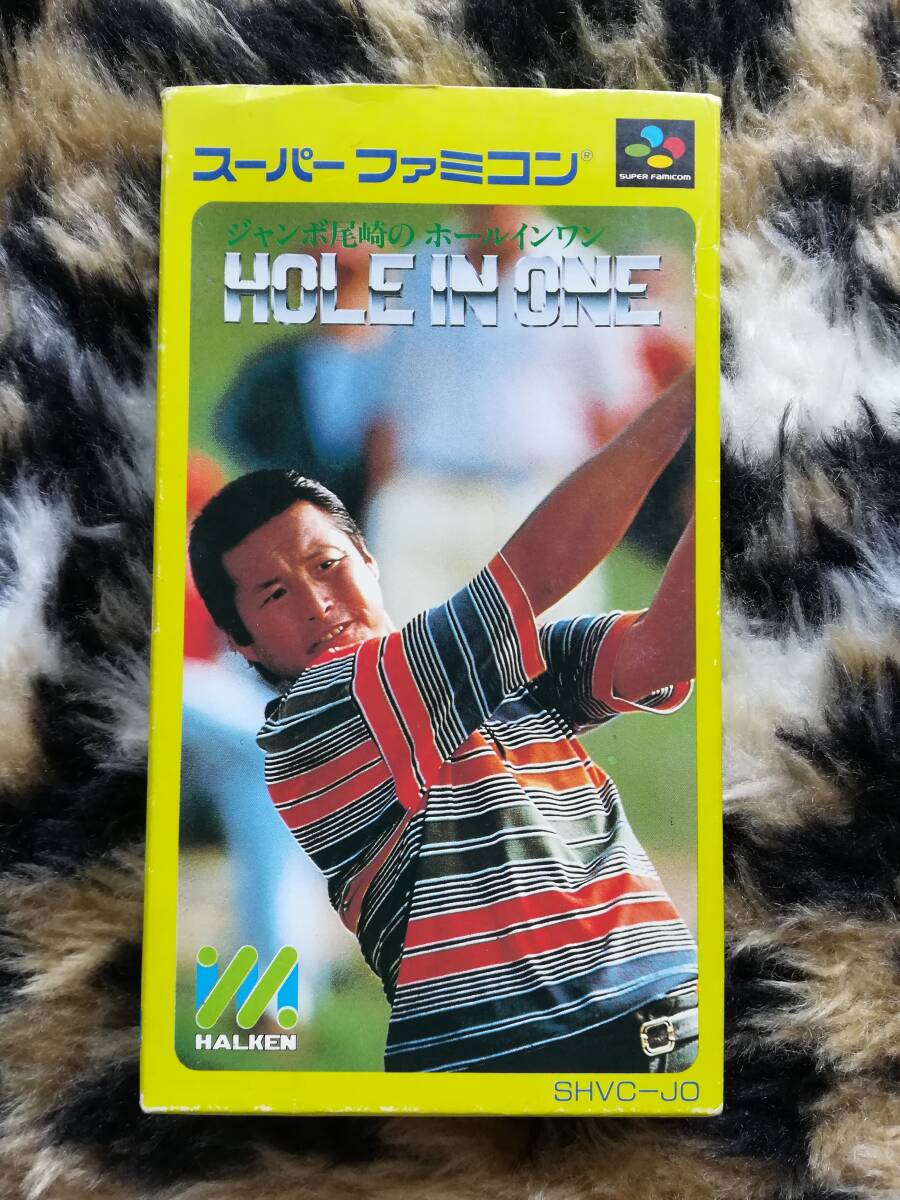 スーパーファミコン®
SUPER FAMICOM
ジャンボ尾崎の ホールインワン
HOLE IN ONE
HALKEN
SHVC-JO